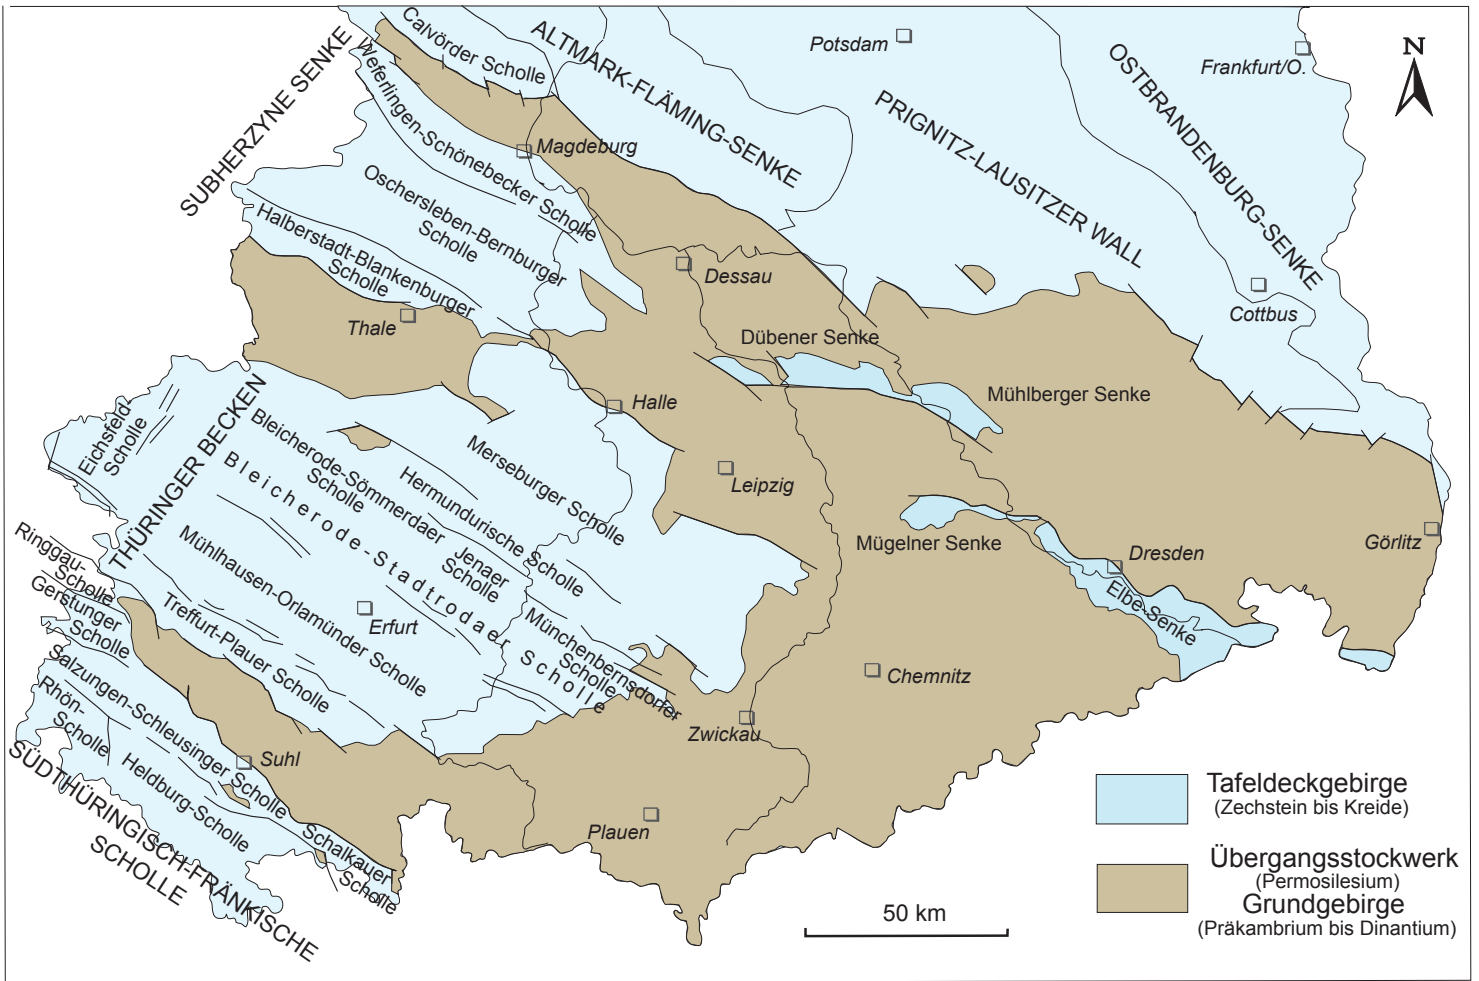 Calvörder Scholle
ALTMARK-FLÄMING-SENKE
Potsdam
OSTBRANDENBURG-SENKE
Frankfurt/O.
N
SUBHERZYNE SENKE
Weferlingen-Schönebecker Scholle
PRIGNITZ-LAUSITZER WALL
Magdeburg
Oschersleben-Bernburger
Scholle
Halberstadt-Blankenburger
Scholle
Dessau
Cottbus
Thale
Dübener Senke
Mühlberger Senke
Halle
Eichsfeld-
Scholle
THÜRINGER BECKEN
Bleicherode-Sömmerdaer
Scholle
Merseburger Scholle
Hermundurische Scholle
Leipzig
Bleicherode-Stadtrodaer
Scholle
Jenaer
Scholle
Mügelner Senke
Görlitz
Dresden
Elbe-Senke
Ringgau-
Scholle
Gerstunger
Scholle
Mühlhausen-Orlamünder Scholle
Erfurt
Treffurt-Plauer Scholle
Münchenbernsdorfer
Scholle
Chemnitz
Salzungen-Schleusinger Scholle
Rhön-
Scholle
Zwickau
Suhl
Heldburg-Scholle
Schalkauer
Scholle
Plauen
SÜDTHÜRINGISCH-FRÄNKISCHE
SCHOLLE
Tafeldeckgebirge
(Zechstein bis Kreide)
Übergangsstockwerk
(Permosilesium)
Grundgebirge
(Präkambrium bis Dinantium)
50 km